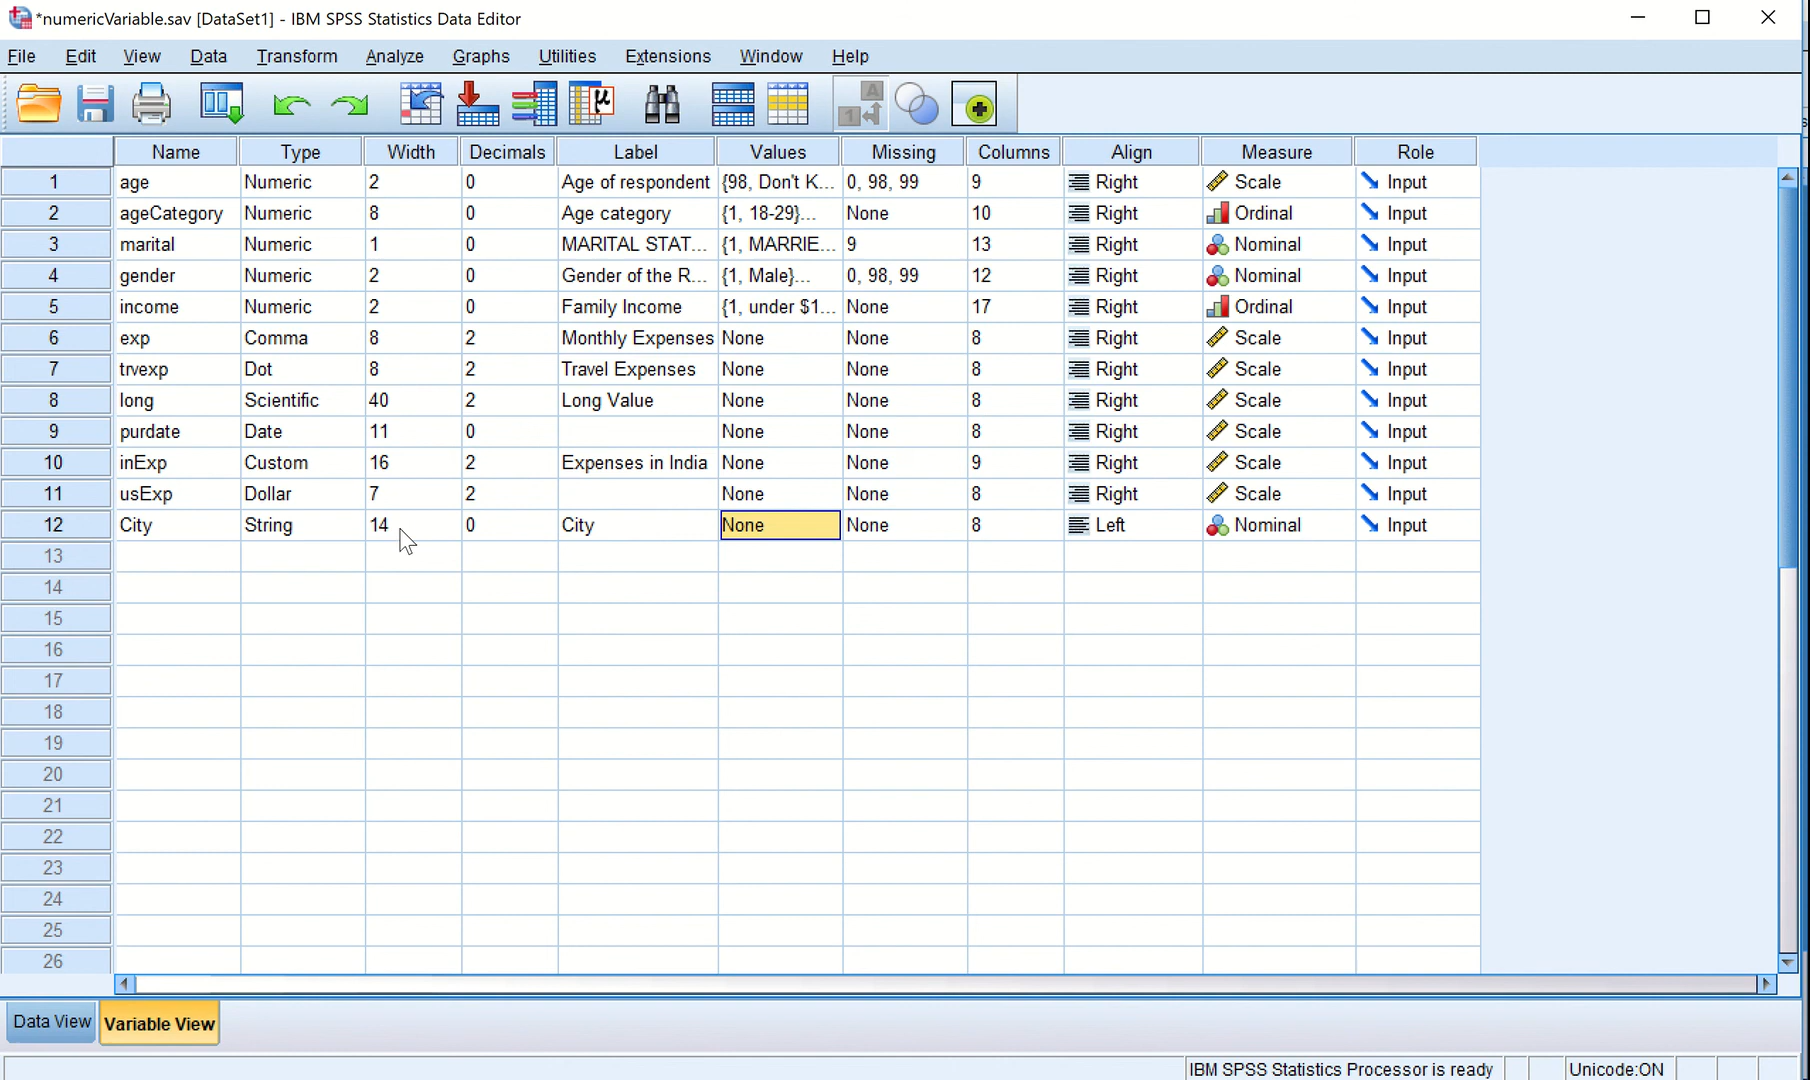 *numericVariable.sav [DataSet1] - IBM SPSS Statistics Data Editor
File Edit View Data Transform Analyze Graphs Utilities Extensions Window Help
Name Type Width Decimals Label Values Missing Columns Align Measure Role
1 age Numeric 2 0 Age of respondent {98, Don't K... 0, 98, 99 9 Right Scale Input
2 ageCategory Numeric 8 0 Age category {1, 18-29}... None 10 Right Ordinal Input
3 marital Numeric 1 0 MARITAL STAT... {1, MARRIE... 9 13 Right Nominal Input
4 gender Numeric 2 0 Gender of the R... {1, Male}... 0, 98, 99 12 Right Nominal Input
5 income Numeric 2 0 Family Income {1, under $1... None 17 Right Ordinal Input
6 exp Comma 8 2 Monthly Expenses None None 8 Right Scale Input
7 trvexp Dot 8 2 Travel Expenses None None 8 Right Scale Input
8 long Scientific 40 2 Long Value None None 8 Right Scale Input
9 purdate Date 11 0 None None 8 Right Scale Input
10 inExp Custom 16 2 Expenses in India None None 9 Right Scale Input
11 usExp Dollar 7 2 None None 8 Right Scale Input
12 City String 14 0 City None None 8 Left Nominal Input
13
14
15
16
17
18
19
20
21
22
23
24
25
26
Data View Variable View
IBM SPSS Statistics Processor is ready Unicode:ON